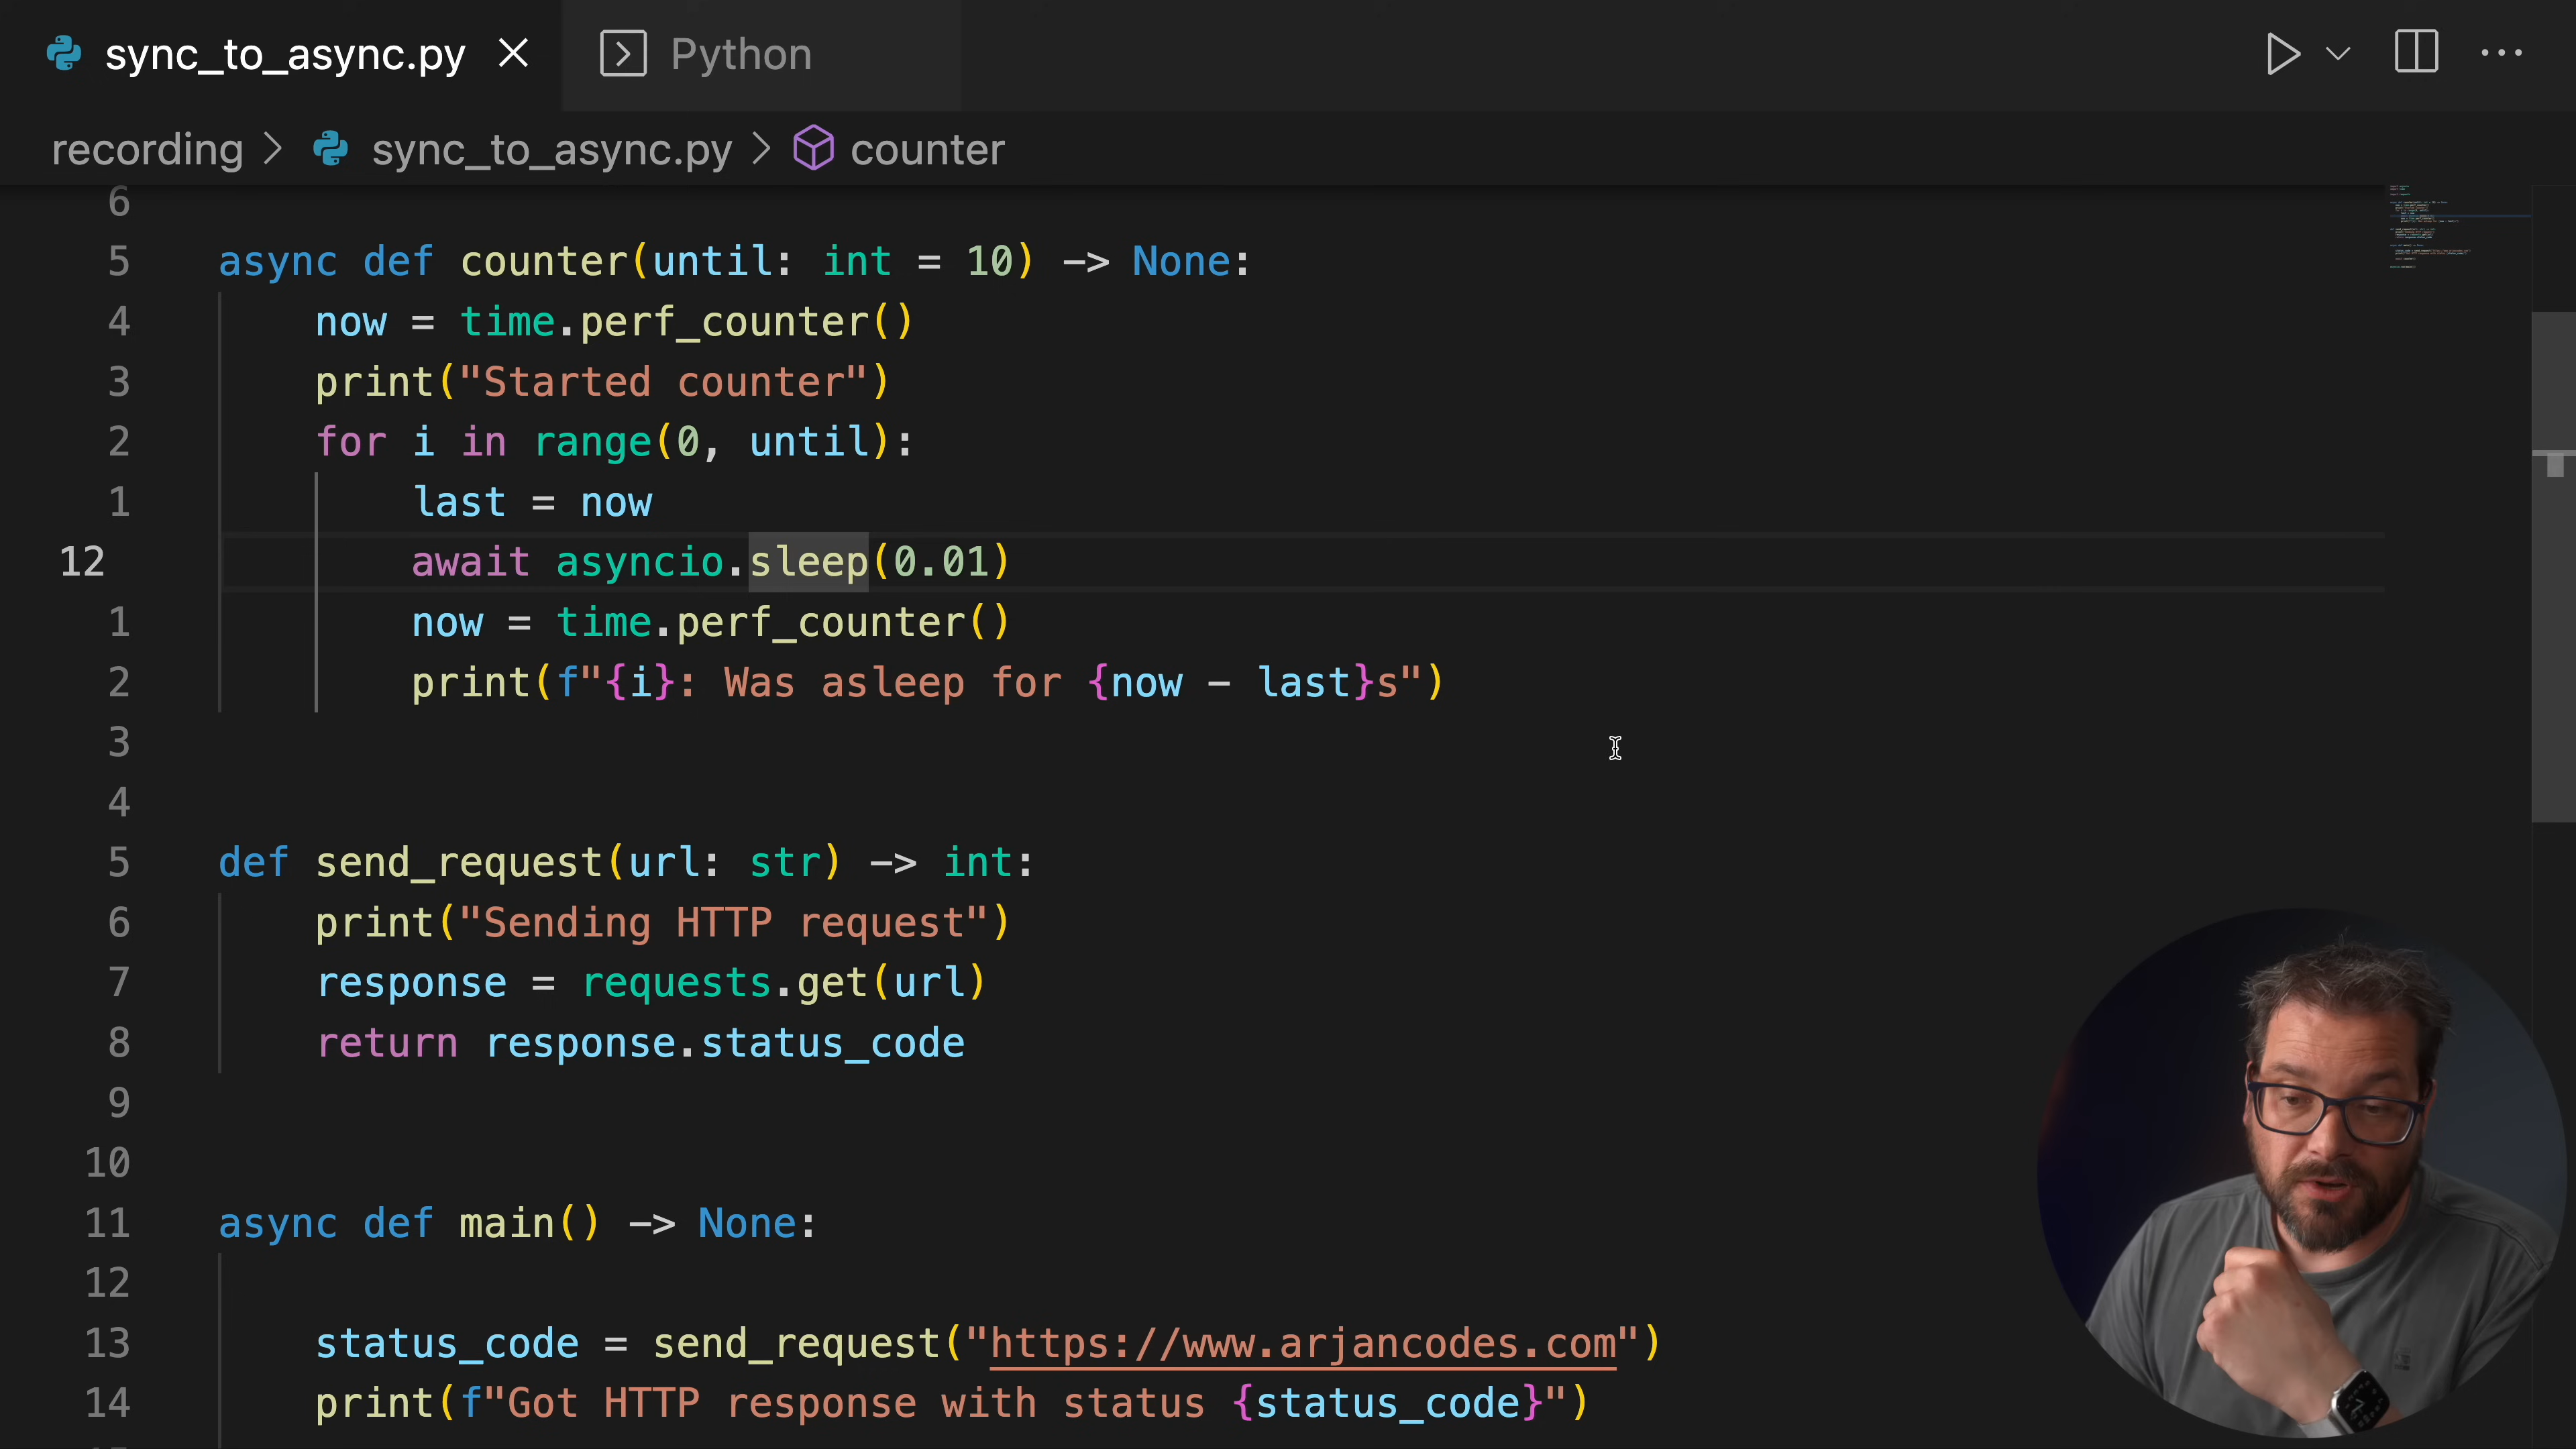 sync_to_async.py Python
recording > sync_to_async.py > counter
6
5 async def counter(until: int = 10) -> None:
4     now = time.perf_counter()
3     print("Started counter")
2     for i in range(0, until):
1         last = now
12         await asyncio.sleep(0.01)
1         now = time.perf_counter()
2         print(f"{i}: Was asleep for {now - last}s")
3
4
5 def send_request(url: str) -> int:
6     print("Sending HTTP request")
7     response = requests.get(url)
8     return response.status_code
9
10
11 async def main() -> None:
12
13     status_code = send_request("https://www.arjancodes.com")
14     print(f"Got HTTP response with status {status_code}")